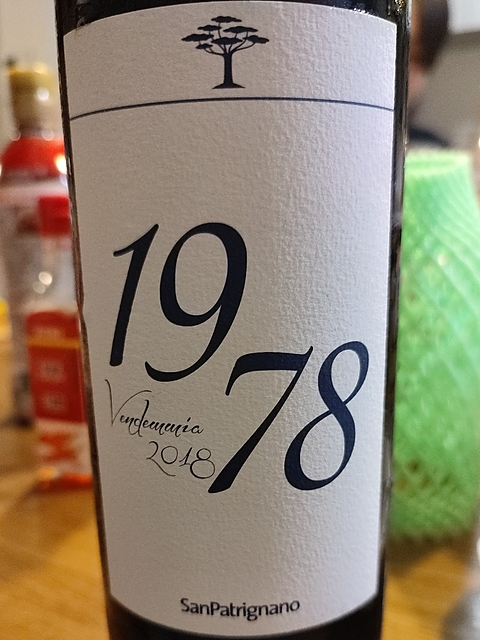 19
78
Vendemmia
2018
SanPatrignano